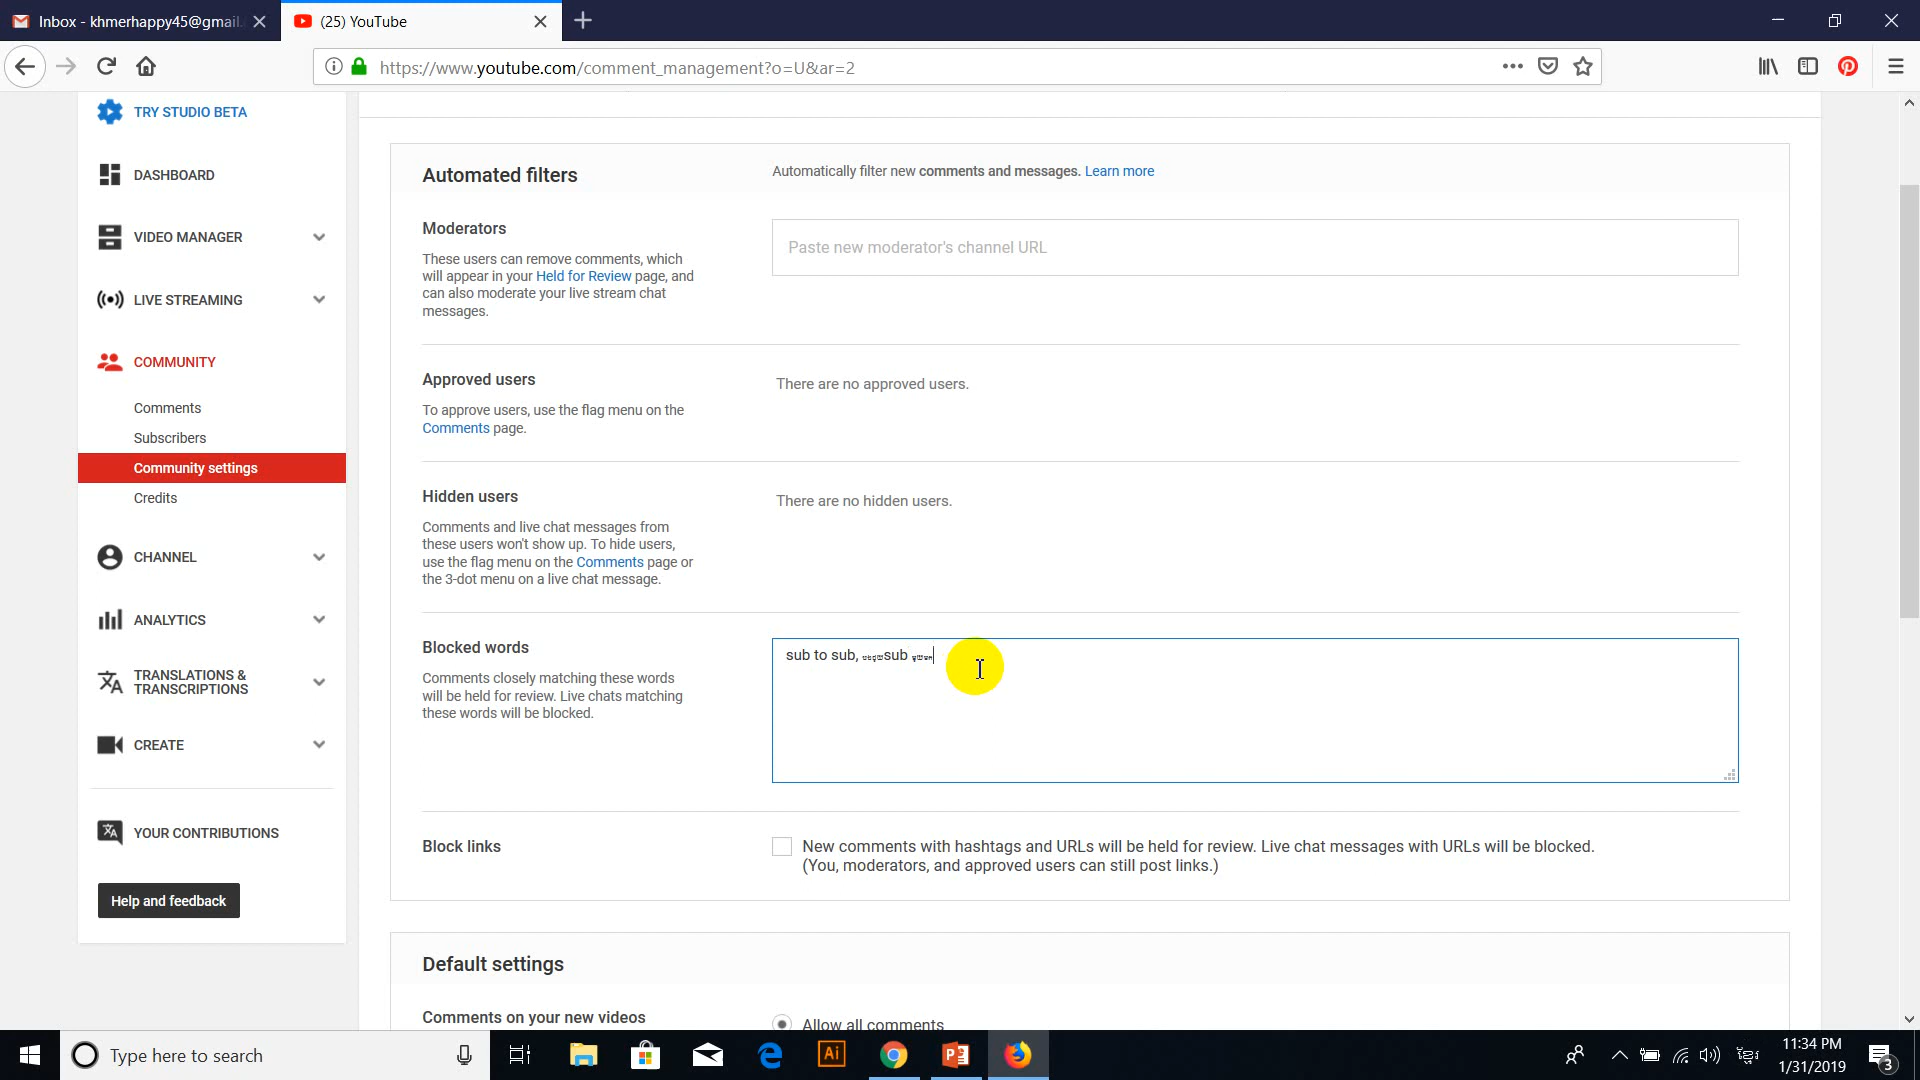 Inbox - khmerhappy45@gmail.
(25) YouTube
https://www.youtube.com/comment_management?o=U&ar=2
TRY STUDIO BETA
DASHBOARD
VIDEO MANAGER
LIVE STREAMING
COMMUNITY
Comments
Subscribers
Community settings
Credits
CHANNEL
ANALYTICS
TRANSLATIONS &
TRANSCRIPTIONS
CREATE
YOUR CONTRIBUTIONS
Help and feedback
Automated filters
Automatically filter new comments and messages. Learn more
Moderators
These users can remove comments, which
will appear in your Held for Review page, and
can also moderate your live stream chat
messages.
Paste new moderator's channel URL
Approved users
To approve users, use the flag menu on the
Comments page.
There are no approved users.
Hidden users
Comments and live chat messages from
these users won't show up. To hide users,
use the flag menu on the Comments page or
the 3-dot menu on a live chat message.
There are no hidden users.
Blocked words
Comments closely matching these words
will be held for review. Live chats matching
these words will be blocked.
sub to sub, sub
Block links
New comments with hashtags and URLs will be held for review. Live chat messages with URLs will be blocked.
(You, moderators, and approved users can still post links.)
Default settings
Comments on your new videos
Allow all comments
Type here to search
Ai
ខ្មែរ
11:34 PM
1/31/2019
3